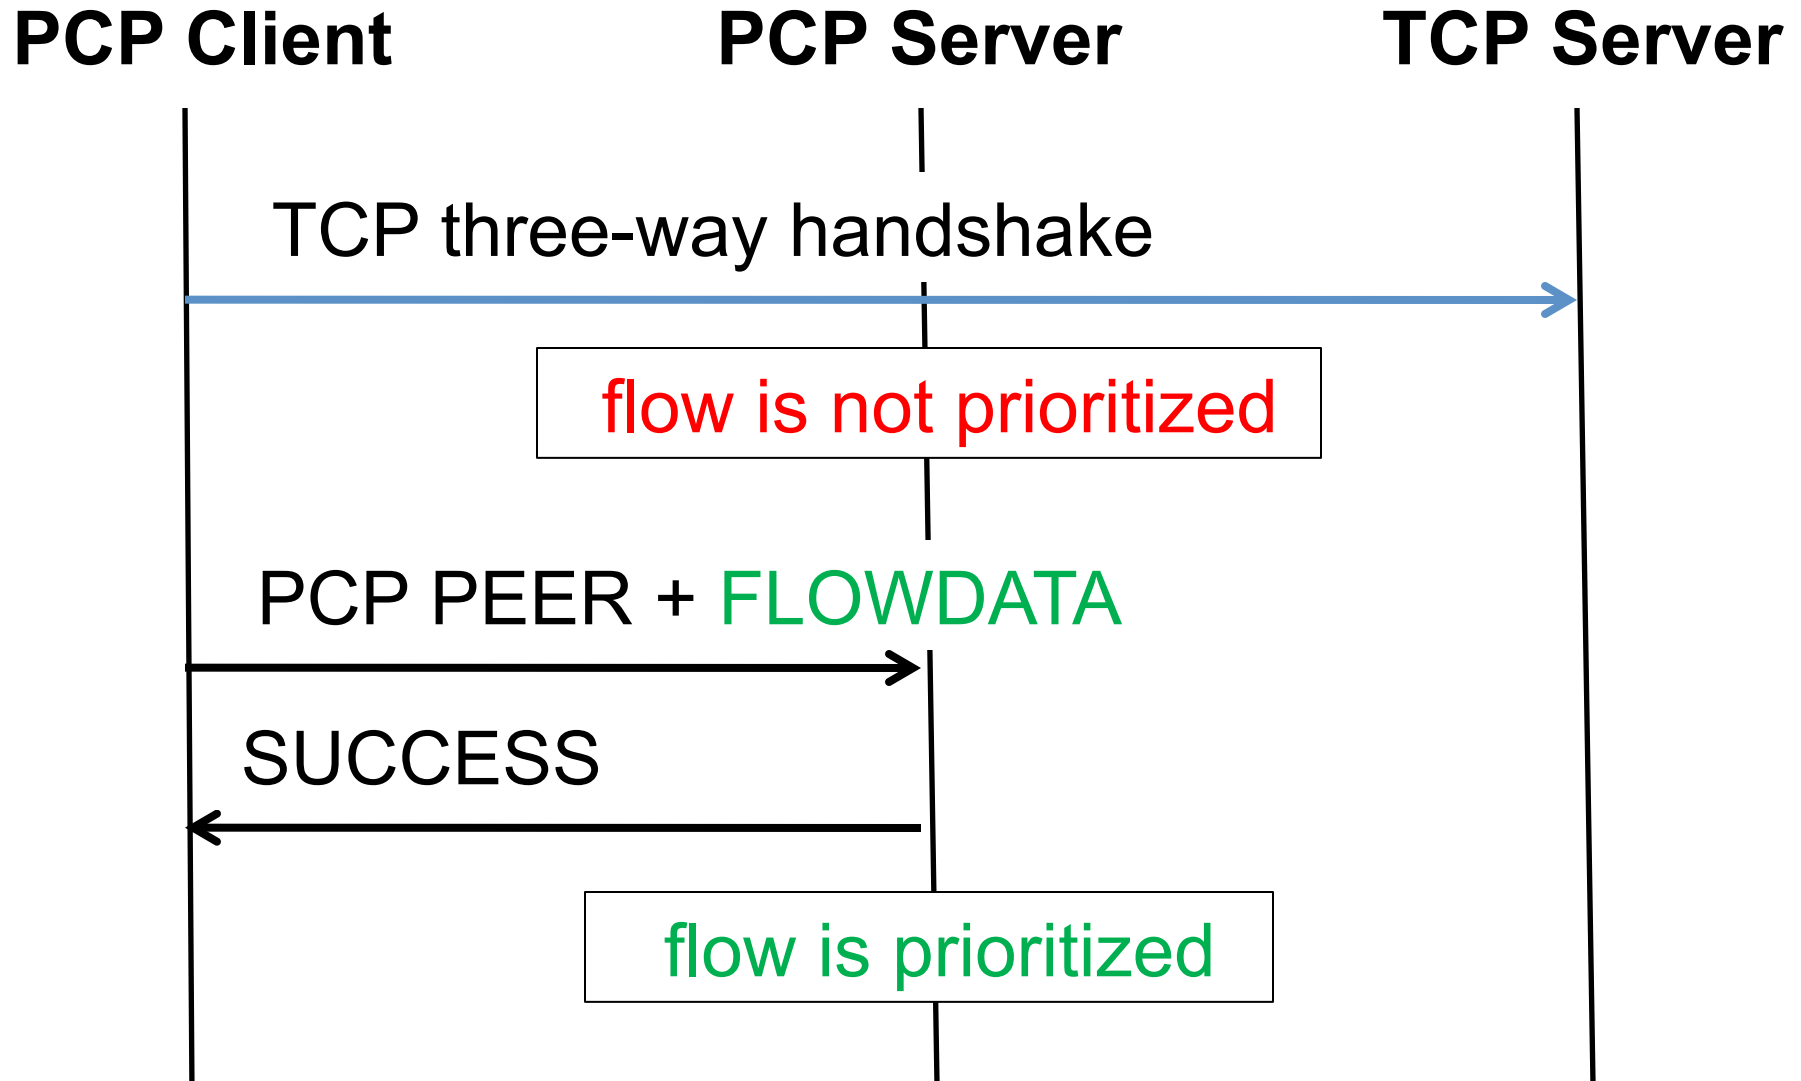 PCP Client
PCP Server
TCP Server
TCP three-way handshake
flow is not prioritized
PCP PEER + FLOWDATA
SUCCESS
flow is prioritized